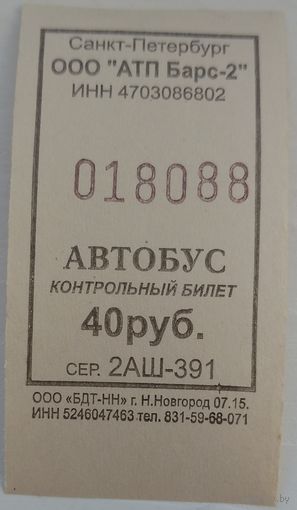 Санкт-Петербург
ООО "АТП Барс-2"
ИНН 4703086802
018088
АВТОБУС
КОНТРОЛЬНЫЙ БИЛЕТ
40руб.
СЕР. 2АШ-391
ООО «БДТ-НН» г. Н.Новгород 07.15.
ИНН 5246047463 тел. 831-59-68-071